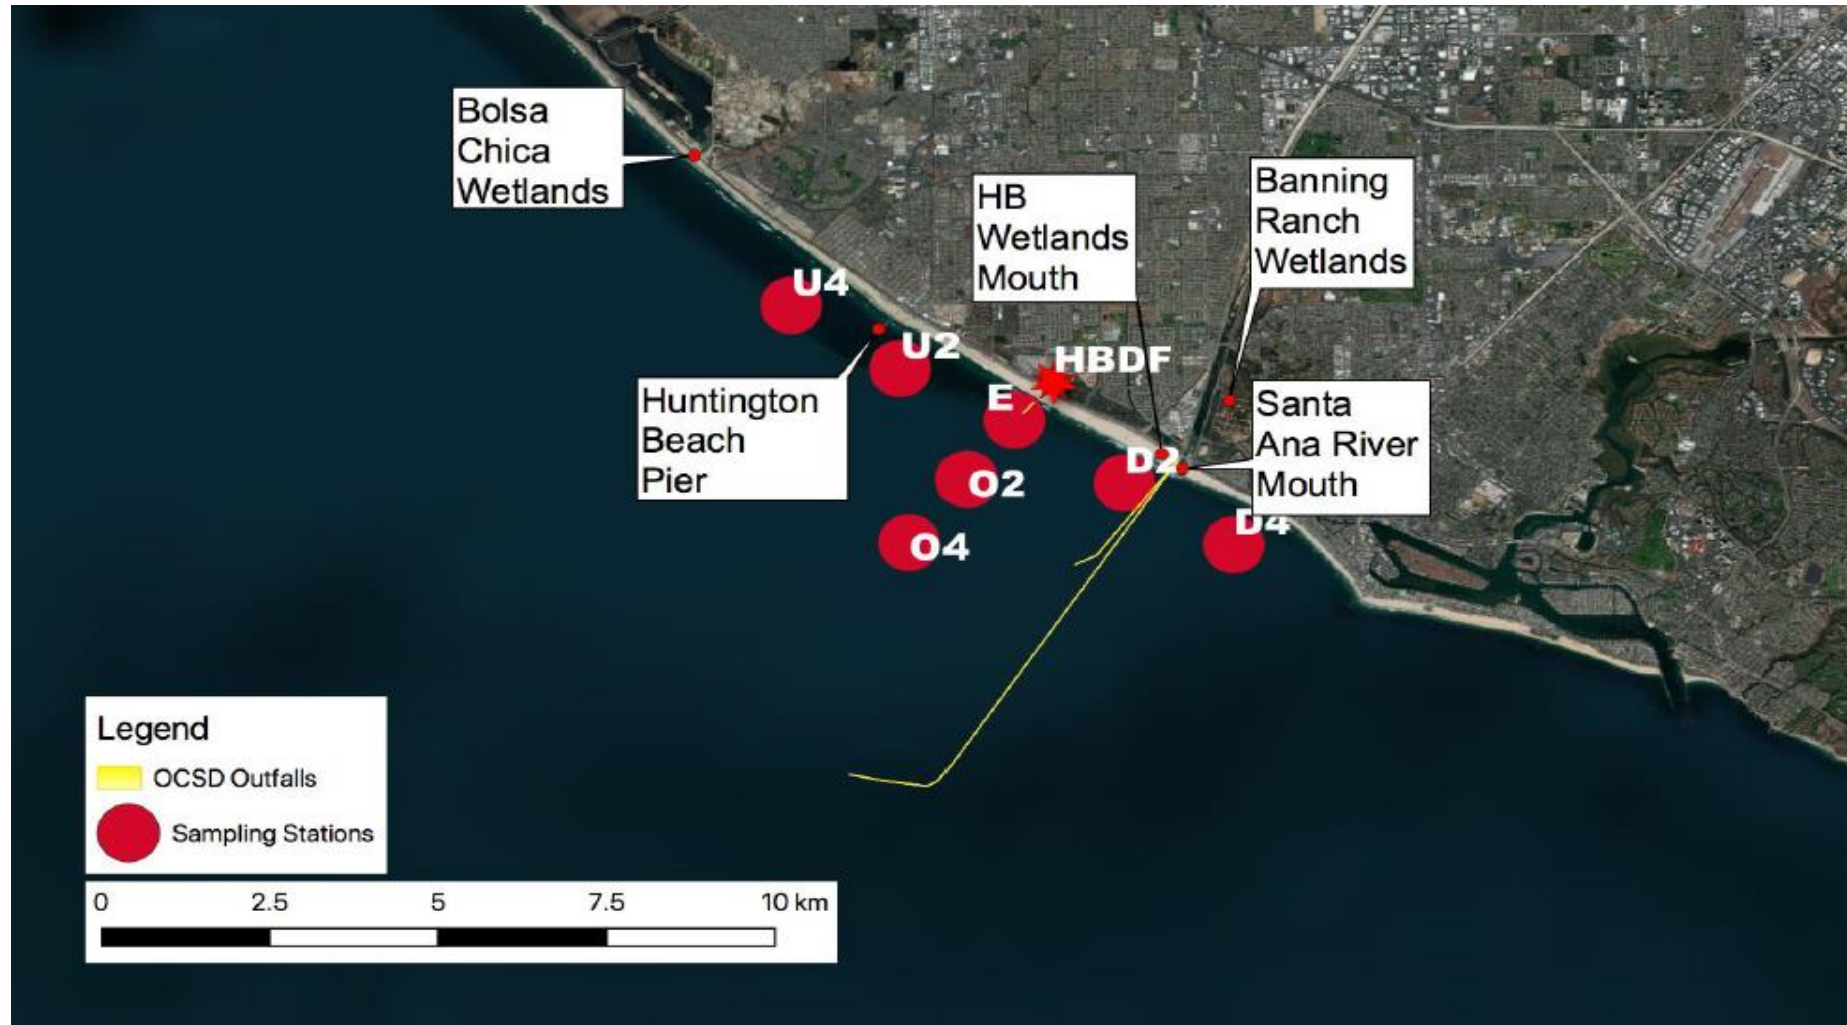 Bolsa
Chica
Wetlands
HB
Wetlands
Mouth
Banning
Ranch
Wetlands
U4
U2
HBDF
Huntington
Beach
Pier
E
Santa
Ana River
Mouth
D2
O2
D4
O4
Legend
OCSD Outfalls
Sampling Stations
0 2.5 5 7.5 10 km